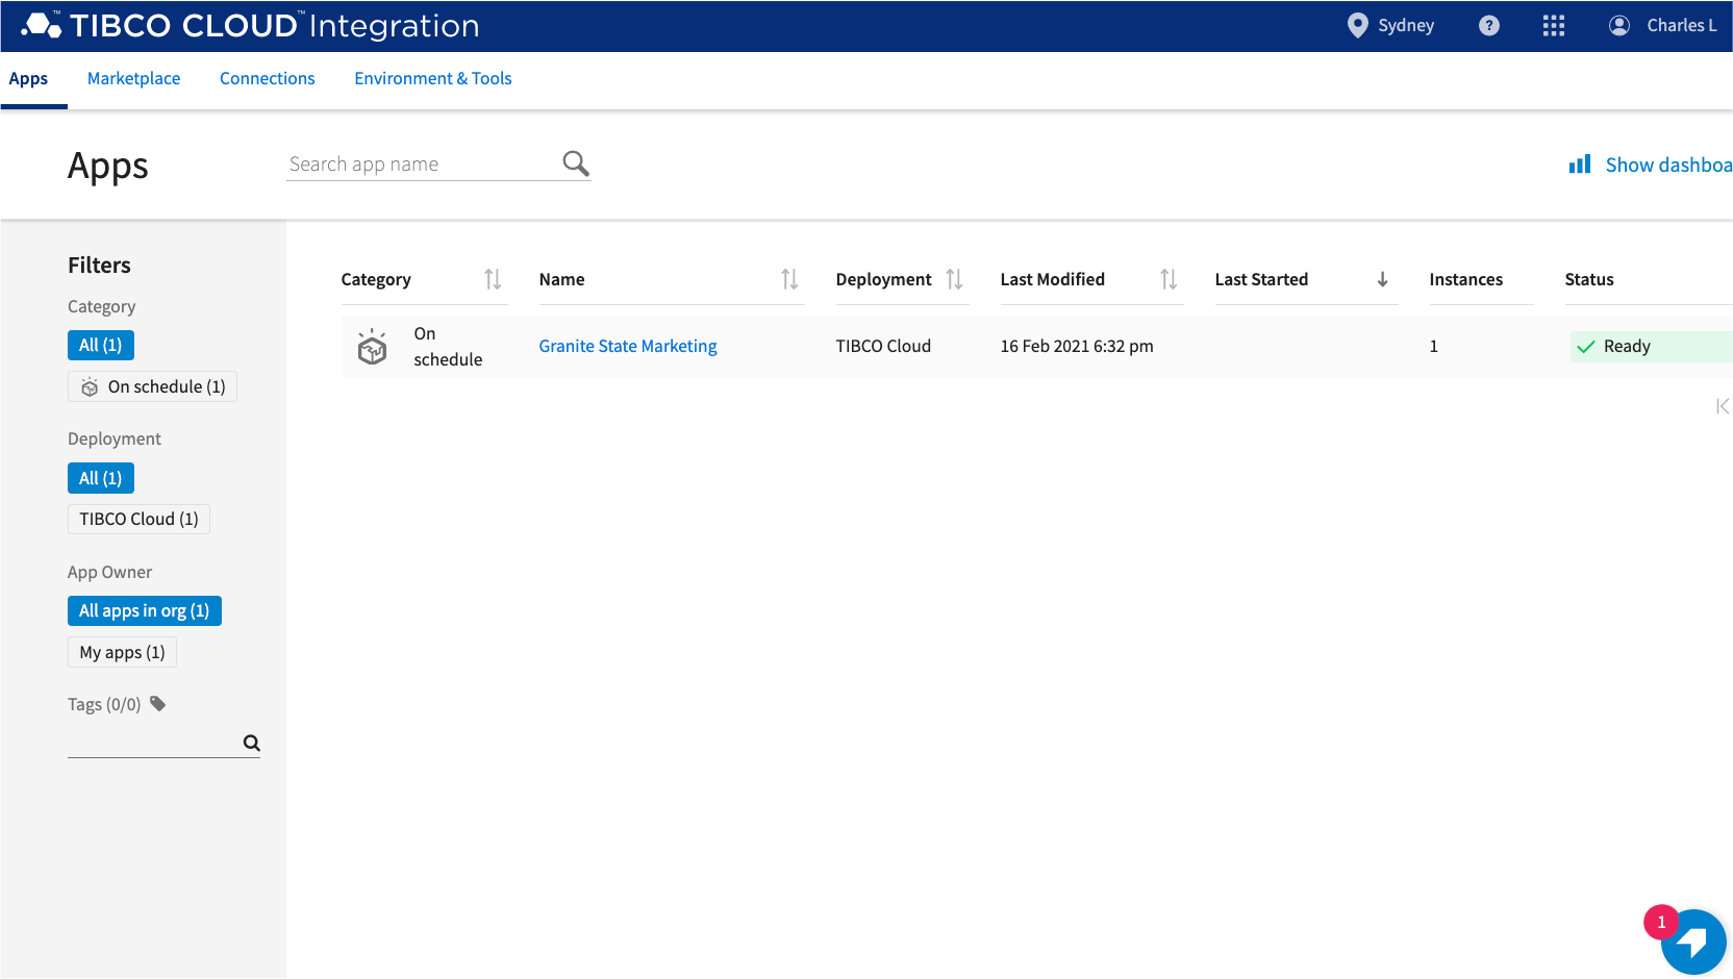 TIBCO CLOUD™ Integration
Sydney
?
Charles L
Apps
Marketplace
Connections
Environment & Tools
Apps
Search app name
Show dashboa
Filters
Category
All (1)
On schedule (1)
Deployment
All (1)
TIBCO Cloud (1)
App Owner
All apps in org (1)
My apps (1)
Tags (0/0)
Category
Name
Deployment
Last Modified
Last Started
Instances
Status
On
schedule
Granite State Marketing
TIBCO Cloud
16 Feb 2021 6:32 pm
1
Ready
1